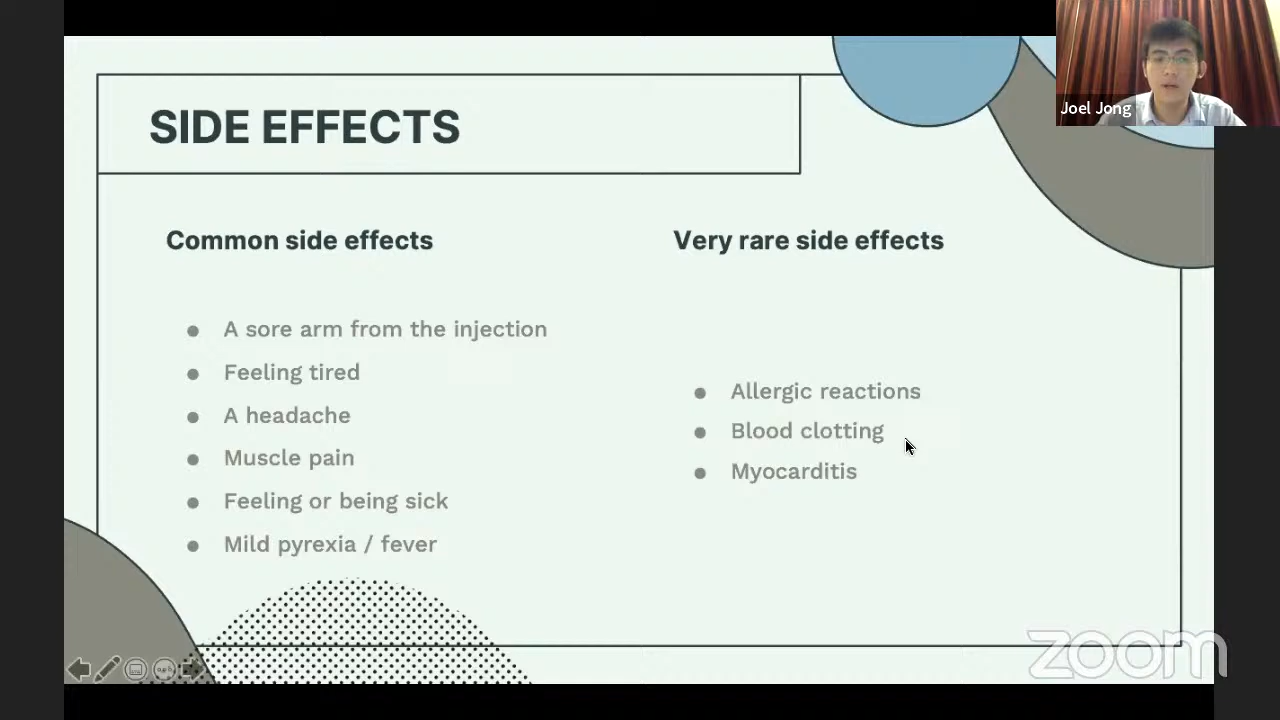 SIDE EFFECTS
Joel Jong
Common side effects
A sore arm from the injection
Feeling tired
A headache
Muscle pain
Feeling or being sick
Mild pyrexia / fever
Very rare side effects
Allergic reactions
Blood clotting
Myocarditis
zoom